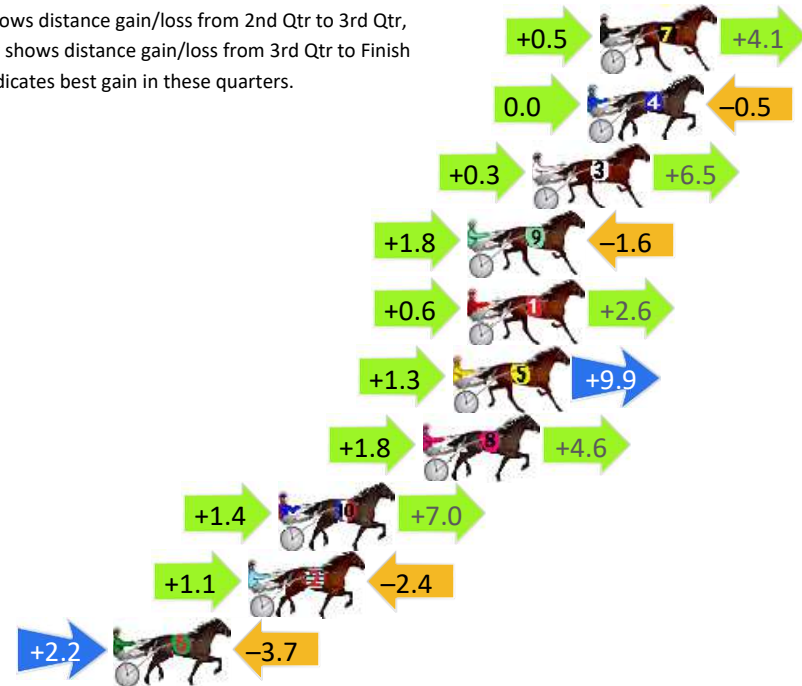 ows distance gain/loss from 2nd Qtr to 3rd Qtr,
shows distance gain/loss from 3rd Qtr to Finish
dicates best gain in these quarters.
+0.5 7 +4.1
0.0 4 –0.5
+0.3 3 +6.5
+1.8 9 –1.6
+0.6 1 +2.6
+1.3 5 +9.9
+1.8 8 +4.6
+1.4 10 +7.0
+1.1 2 –2.4
+2.2 6 –3.7